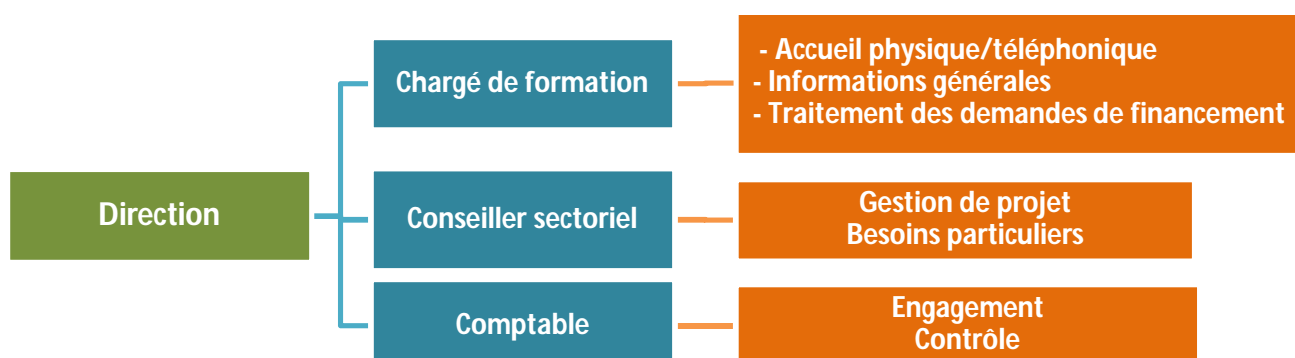 Direction
Chargé de formation
- Accueil physique/téléphonique
- Informations générales
- Traitement des demandes de financement
Conseiller sectoriel
Gestion de projet
Besoins particuliers
Comptable
Engagement
Contrôle